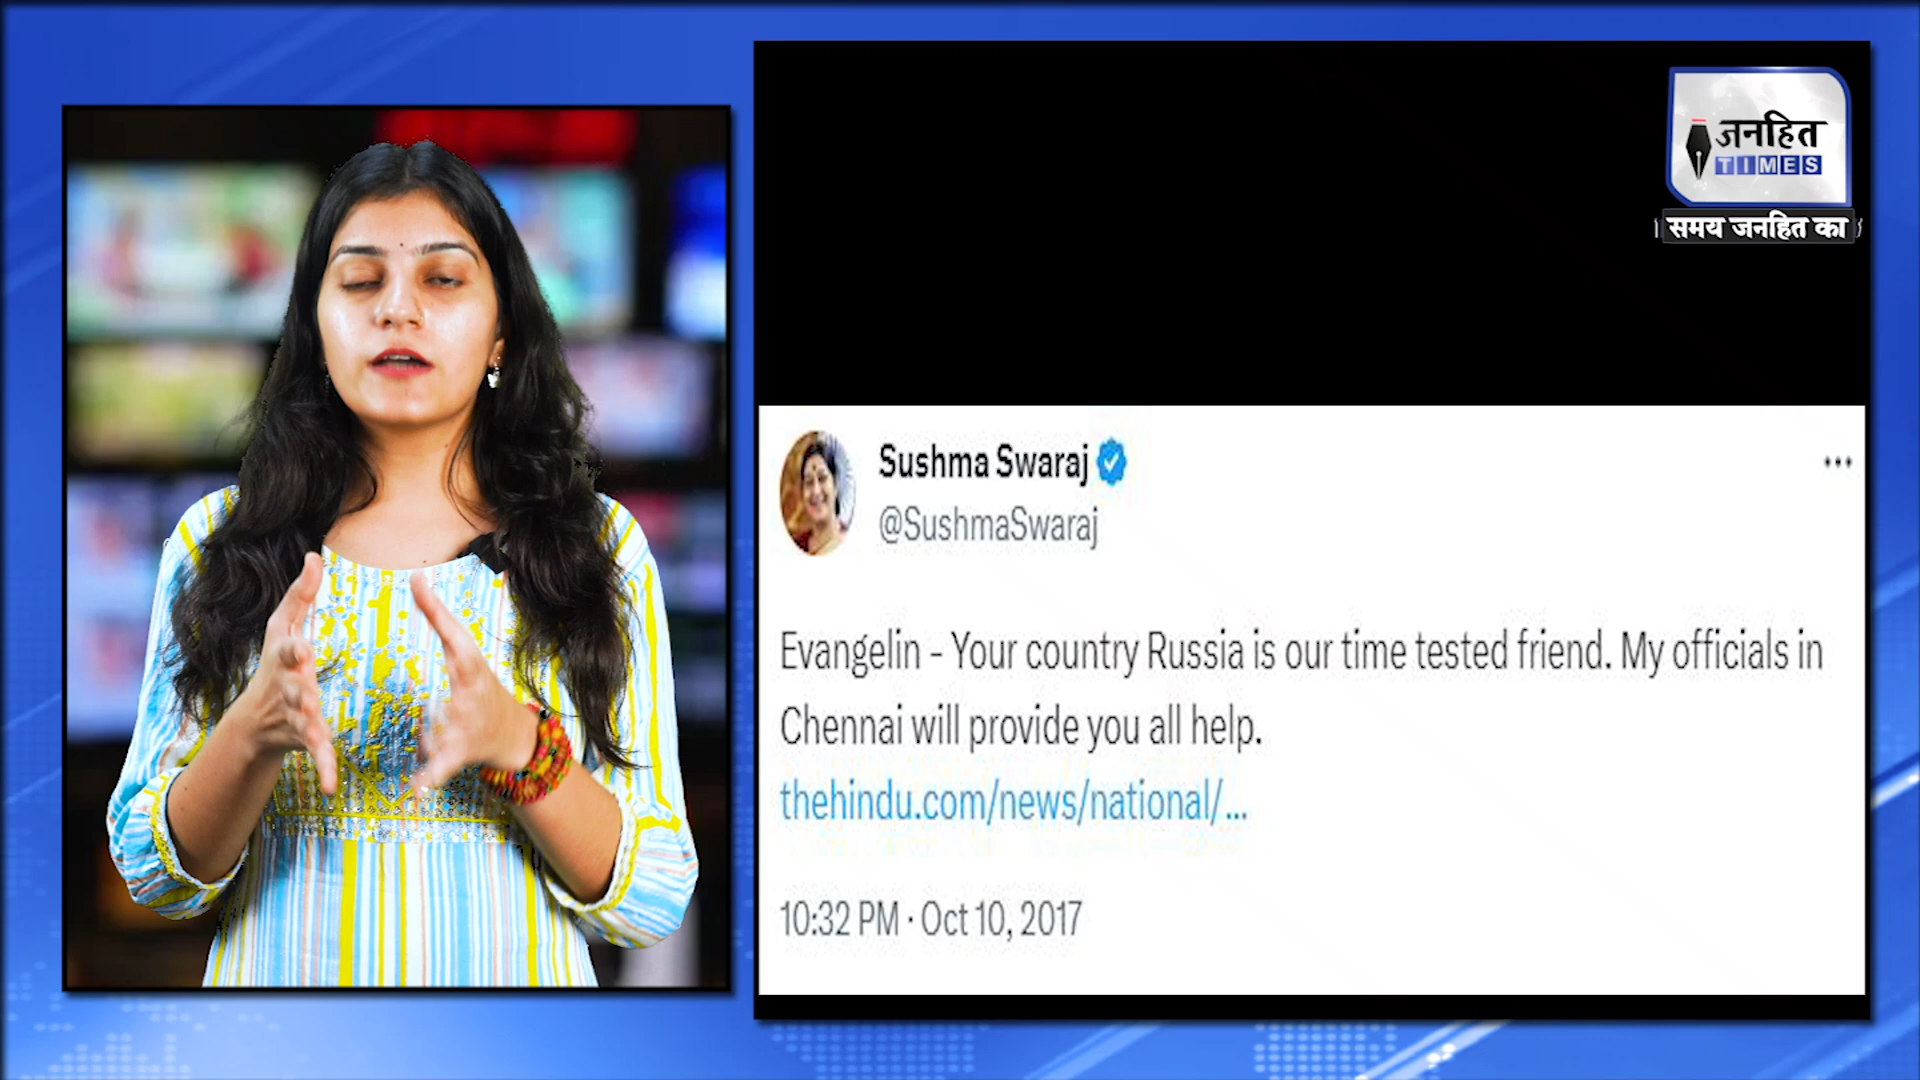 जनहित
TIMES
समय जनहित का
Sushma Swaraj
@SushmaSwaraj
Evangelin - Your country Russia is our time tested friend. My officials in
Chennai will provide you all help.
thehindu.com/news/national/...
10:32 PM · Oct 10, 2017